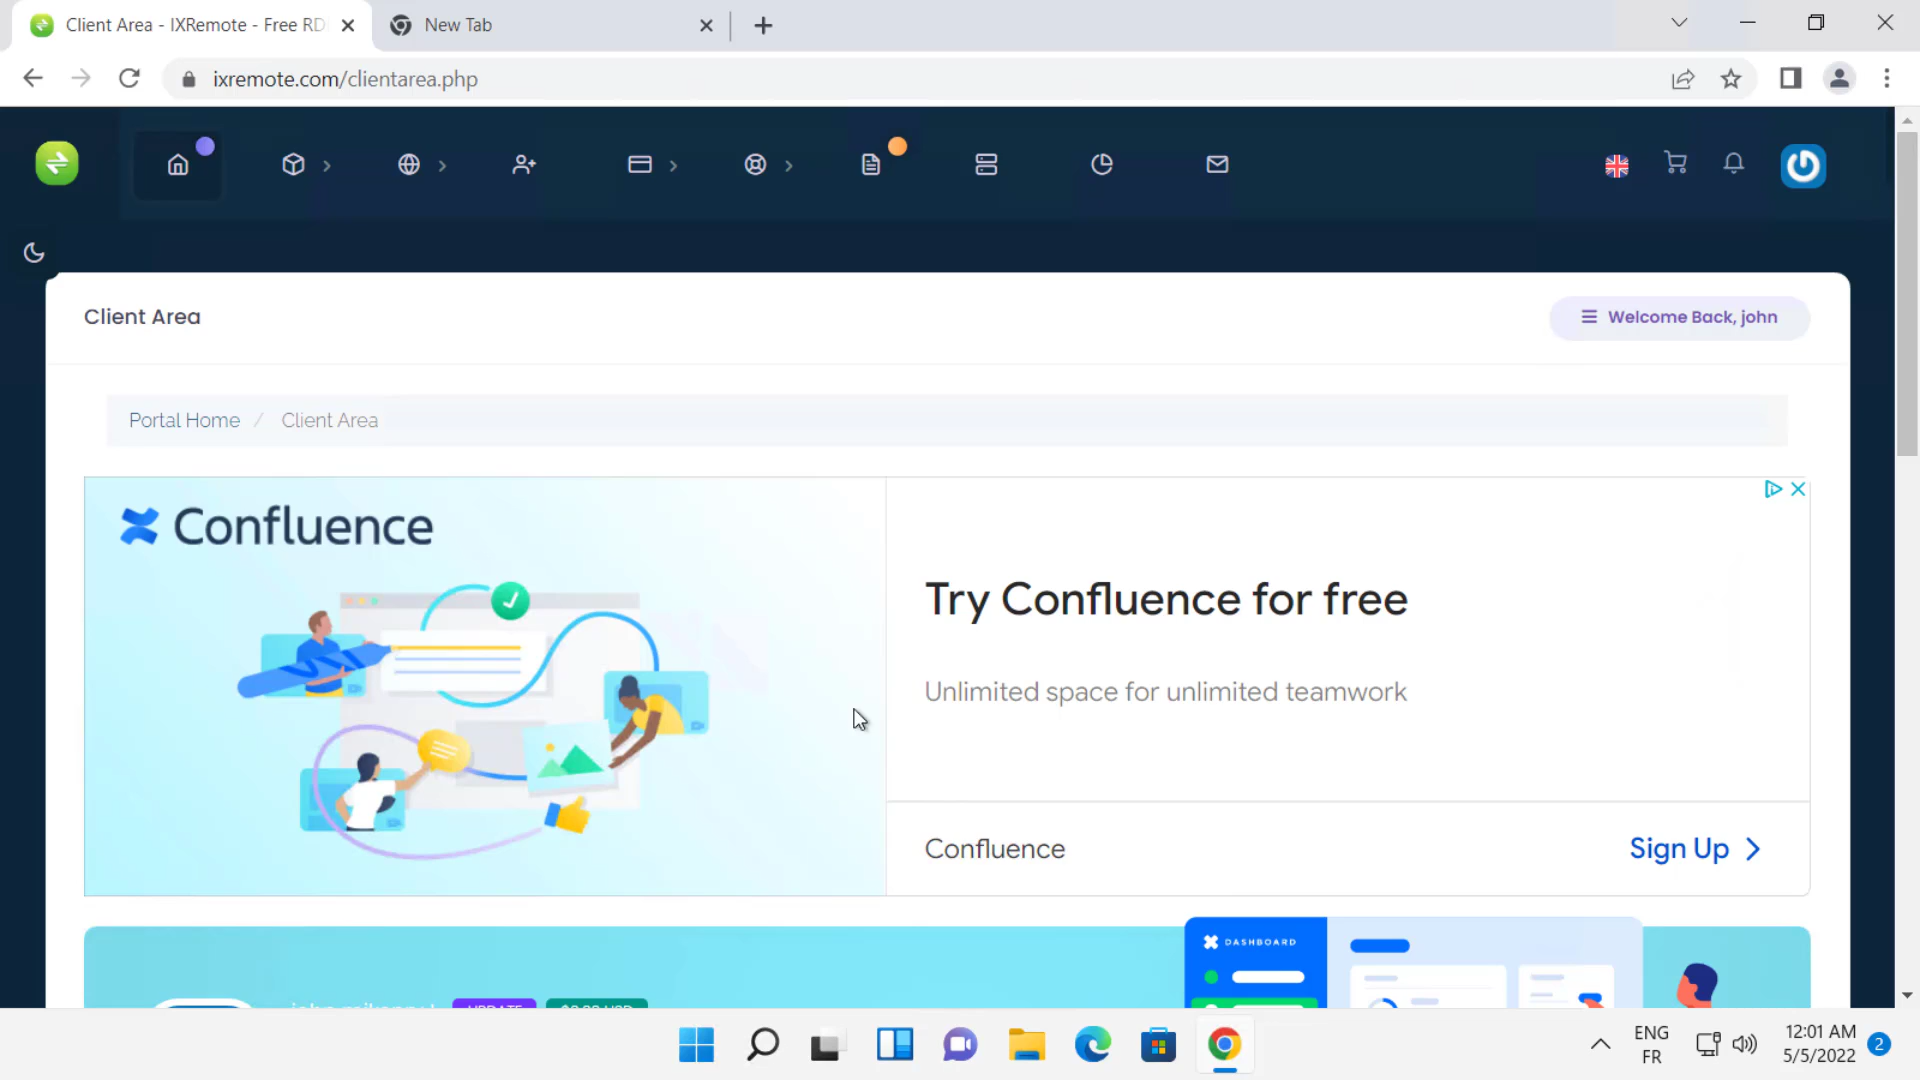 Client Area - IXRemote - Free RD
New Tab
ixremote.com/clientarea.php
Client Area
Welcome Back, john
Portal Home / Client Area
Confluence
Try Confluence for free
Unlimited space for unlimited teamwork
Confluence
Sign Up
DASHBOARD
UPDATE
ENG
FR
12:01 AM
5/5/2022
2